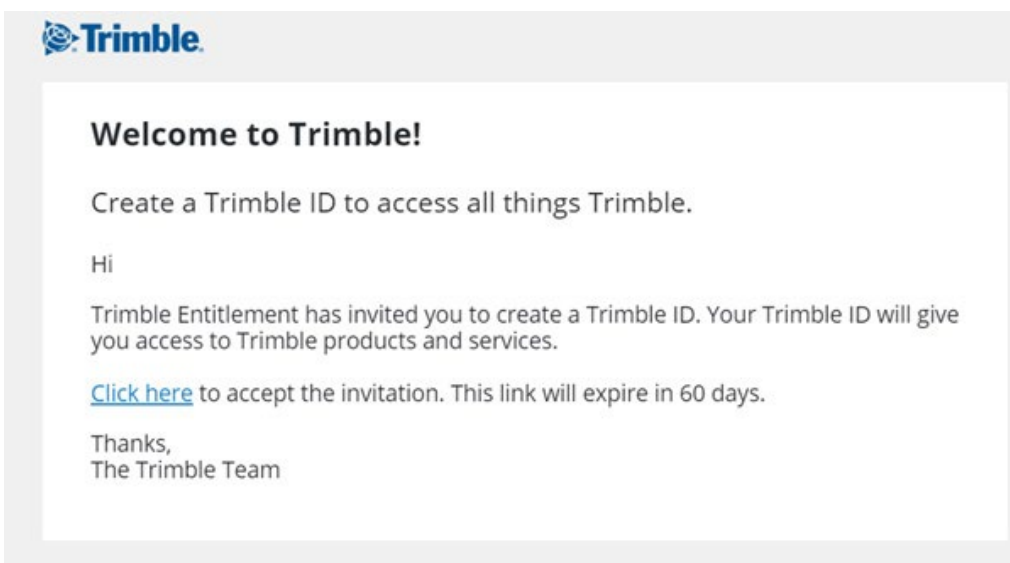 Trimble.
Welcome to Trimble!
Create a Trimble ID to access all things Trimble.
Hi
Trimble Entitlement has invited you to create a Trimble ID. Your Trimble ID will give
you access to Trimble products and services.
Click here to accept the invitation. This link will expire in 60 days.
Thanks,
The Trimble Team